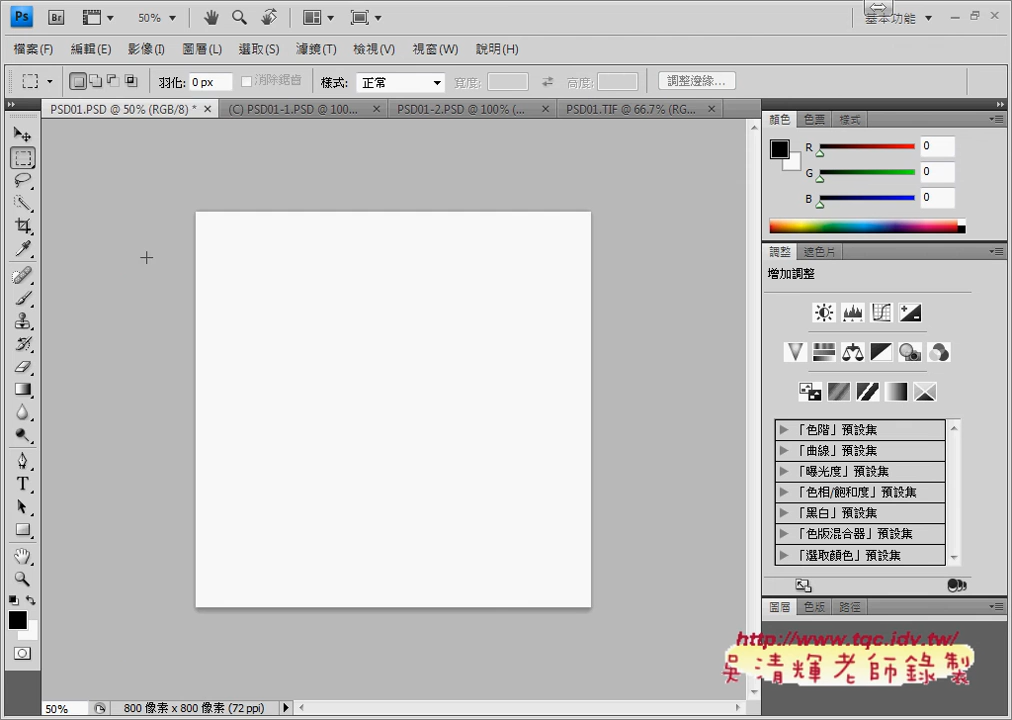 Ps Br 50% 基本功能
檔案(F) 編輯(E) 影像(I) 圖層(L) 選取(S) 濾鏡(T) 檢視(V) 視窗(W) 說明(H)
羽化: 0 px 消除鋸齒 樣式: 正常 寬度: 高度: 調整邊緣...
PSD01.PSD @ 50% (RGB/8) * × (C) PSD01-1.PSD @ 100... × PSD01-2.PSD @ 100% (... × PSD01.TIF @ 66.7% (RG... ×
顏色 色票 樣式
R 0
G 0
B 0
調整 遮色片
增加調整
「色階」預設集
「曲線」預設集
「曝光度」預設集
「色相/飽和度」預設集
「黑白」預設集
「色版混合器」預設集
「選取顏色」預設集
圖層 色版 路徑
http://www.tqc.idv.tw/
吳清輝老師錄製
50% 800 像素 x 800 像素 (72 ppi)